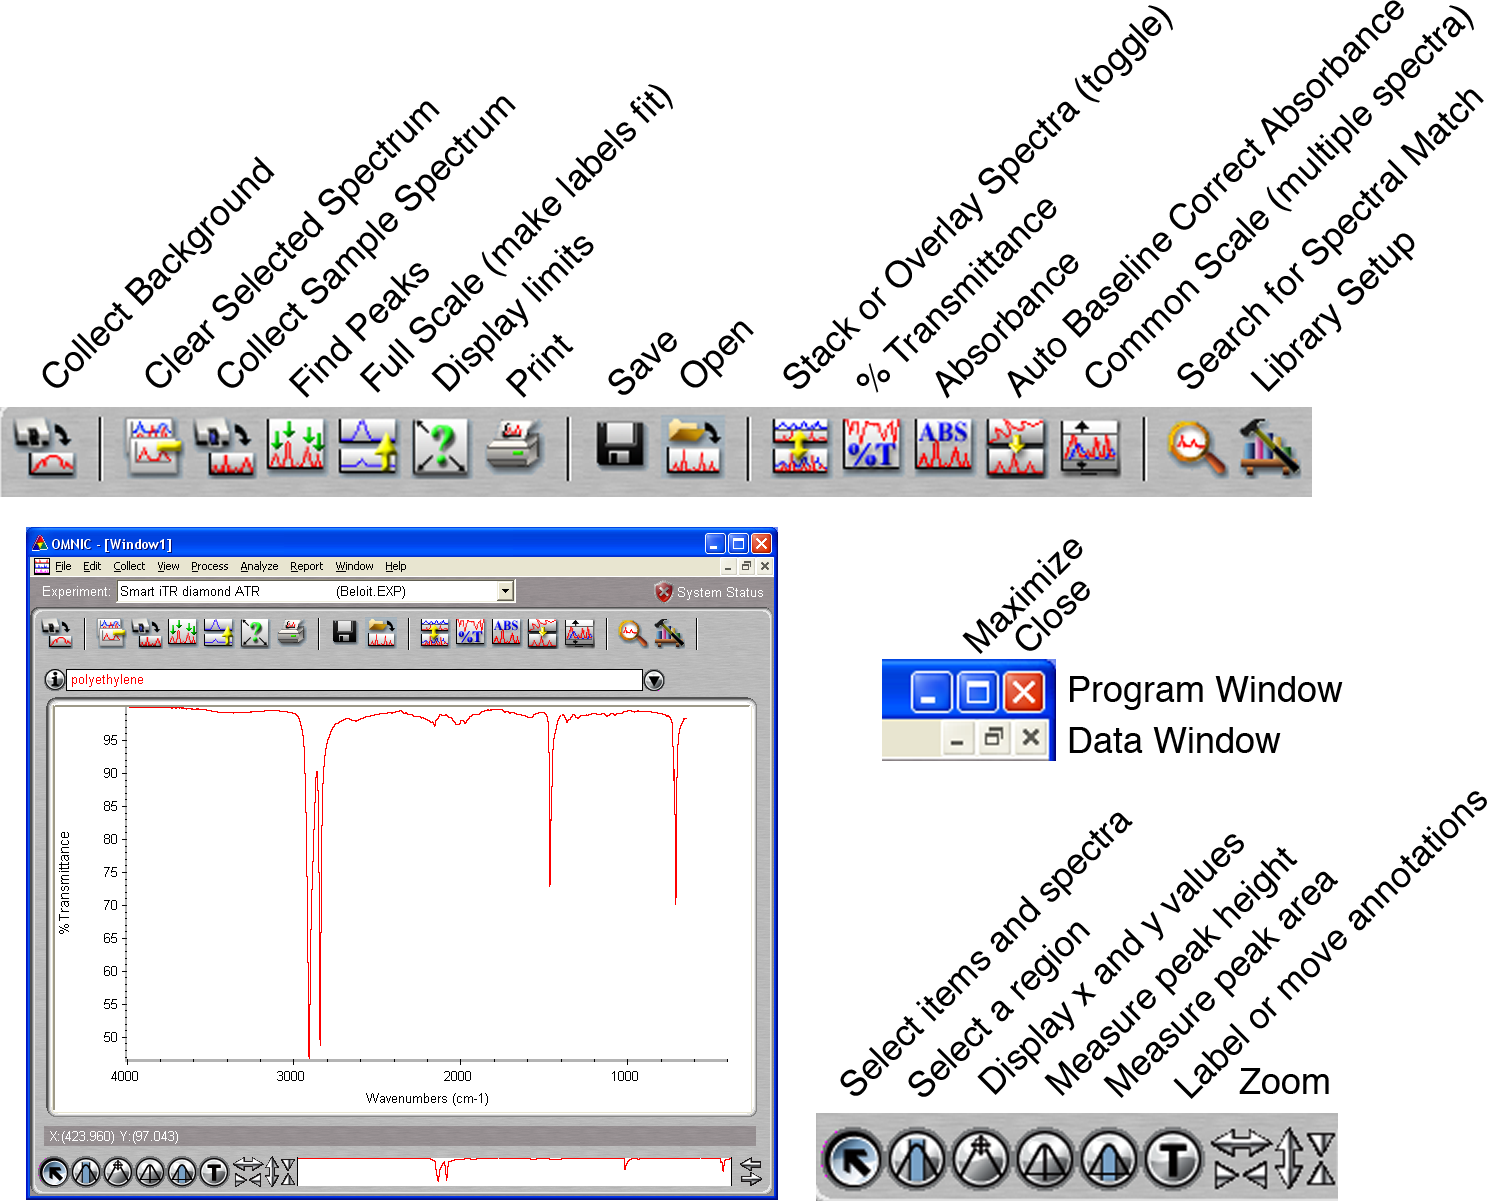 Collect Background
Clear Selected Spectrum
Collect Sample Spectrum
Find Peaks
Full Scale (make labels fit)
Display limits
Print
Save
Open
Stack or Overlay Spectra (toggle)
% Transmittance
Absorbance
Auto Baseline Correct Absorbance
Common Scale (multiple spectra)
Search for Spectral Match
Library Setup
%T
ABS
OMNIC - [Window1]
File Edit Collect View Process Analyze Report Window Help
Experiment: Smart iTR diamond ATR (Beloit.EXP) System Status
%T ABS
polyethylene
95
90
85
80
75
70
65
60
55
50
%Transmittance
4000 3000 2000 1000
Wavenumbers (cm-1)
X:(423.960) Y:(97.043)
T
Maximize
Close
Program Window
Data Window
Select items and spectra
Select a region
Display x and y values
Measure peak height
Measure peak area
Label or move annotations
Zoom
T